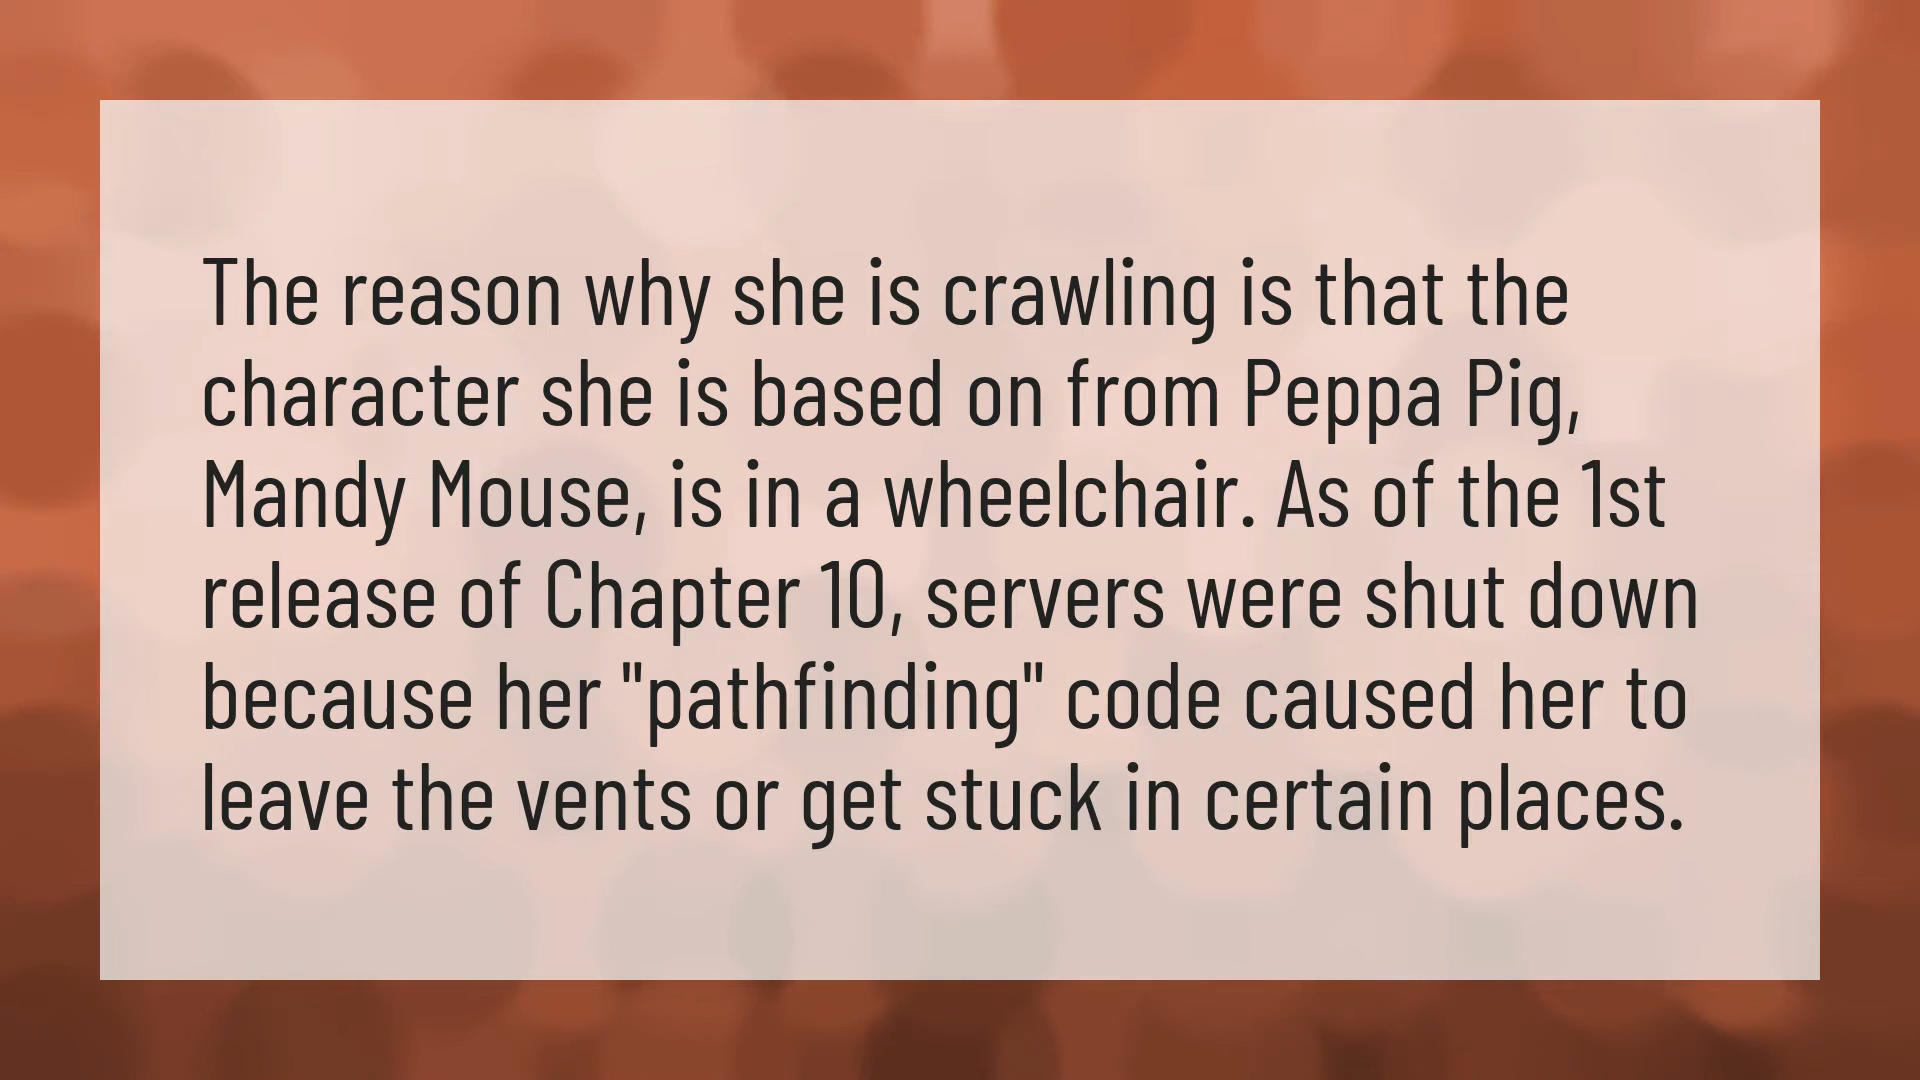 The reason why she is crawling is that the
character she is based on from Peppa Pig,
Mandy Mouse, is in a wheelchair. As of the 1st
release of Chapter 10, servers were shut down
because her "pathfinding" code caused her to
leave the vents or get stuck in certain places.